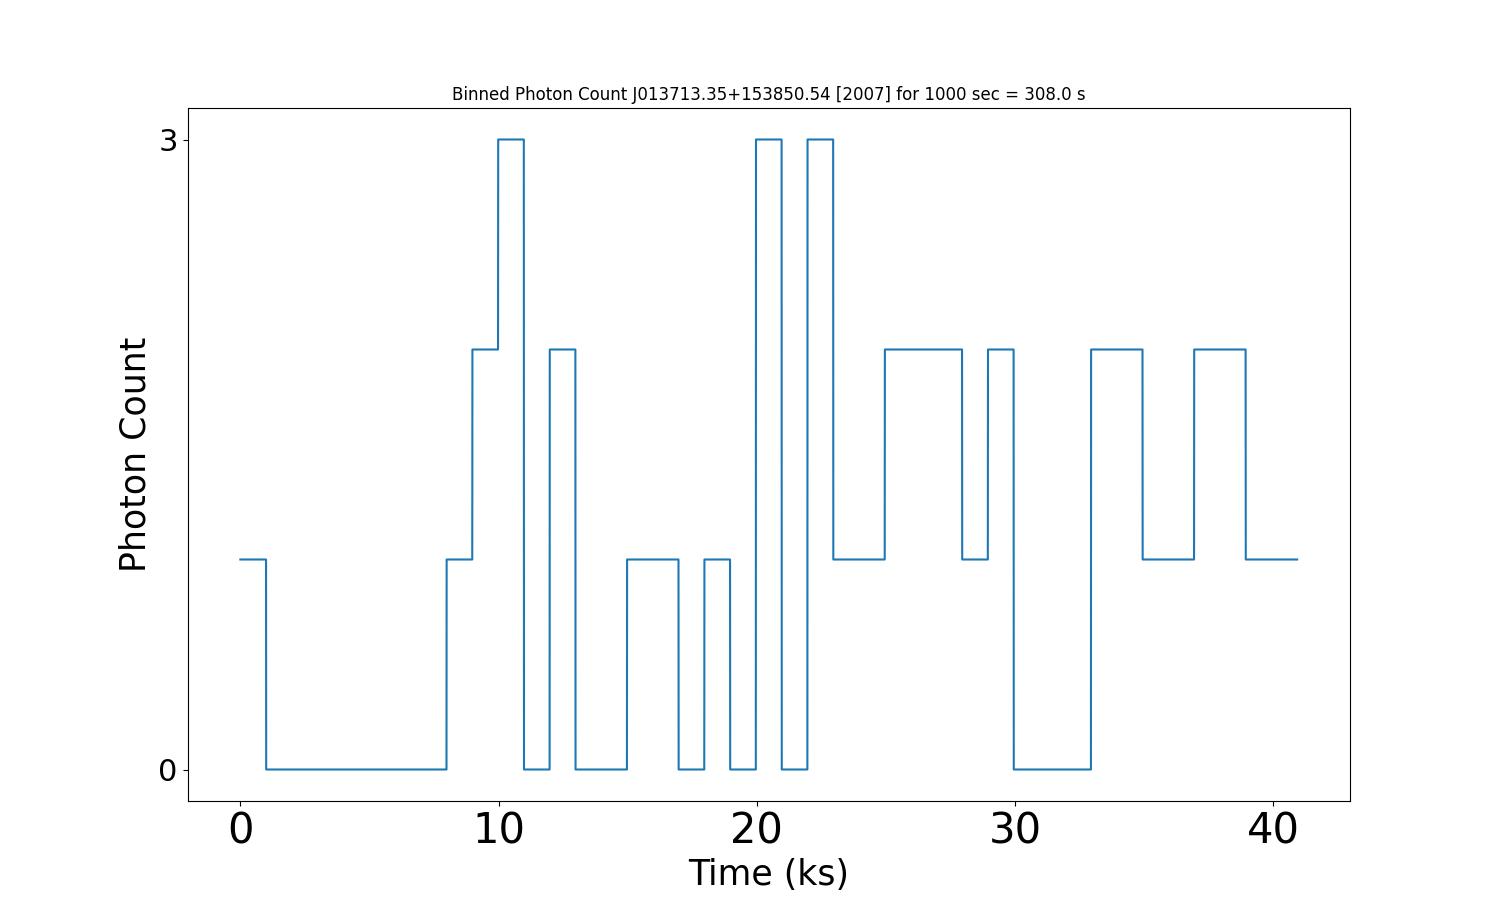 Binned Photon Count J013713.35+153850.54 [2007] for 1000 sec = 308.0 s
3
Photon Count
0
0 10 20 30 40
Time (ks)